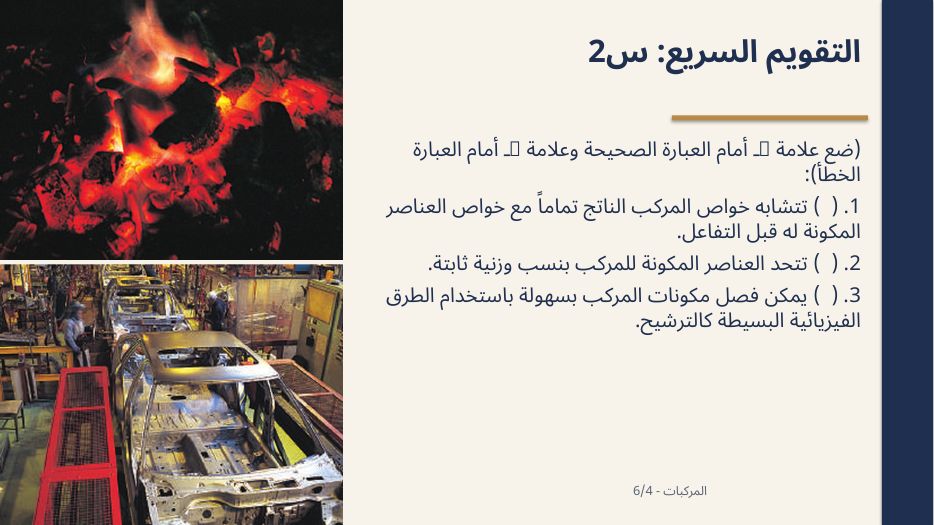 التقويم السريع: س2
(ضع علامة ▯ـ أمام العبارة الصحيحة وعلامة ▯ـ أمام العبارة
الخطأ):
1. (  ) تتشابه خواص المركب الناتج تماماً مع خواص العناصر
المكونة له قبل التفاعل.
2. (  ) تتحد العناصر المكونة للمركب بنسب وزنية ثابتة.
3. (  ) يمكن فصل مكونات المركب بسهولة باستخدام الطرق
الفيزيائية البسيطة كالترشيح.
المركبات - 6/4